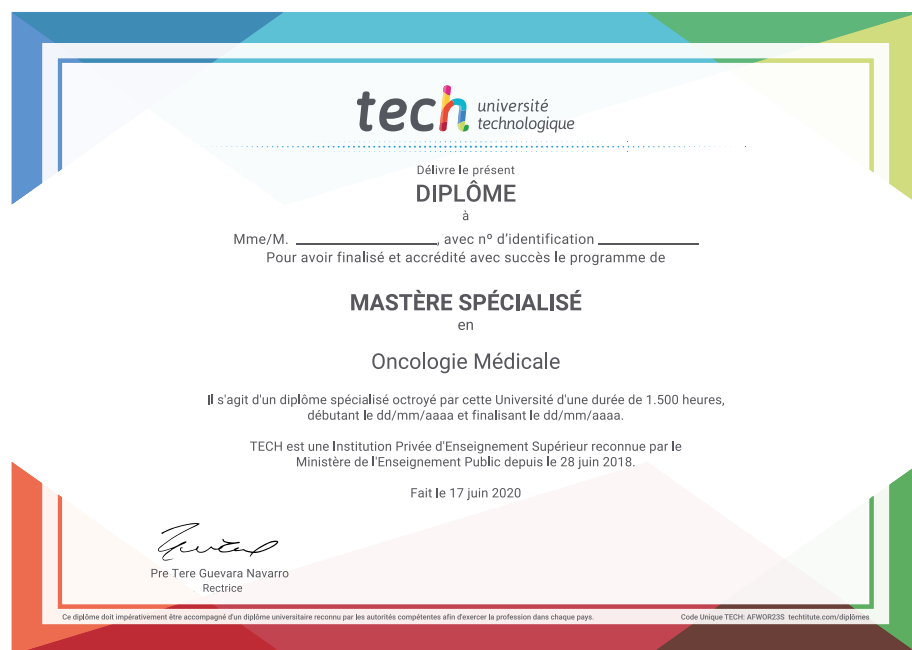 tech université
technologique
Délivre le présent
DIPLÔME
à
Mme/M. ____________________, avec nº d'identification ______________
Pour avoir finalisé et accrédité avec succès le programme de
MASTÈRE SPÉCIALISÉ
en
Oncologie Médicale
Il s'agit d'un diplôme spécialisé octroyé par cette Université d'une durée de 1.500 heures,
débutant le dd/mm/aaaa et finalisant le dd/mm/aaaa.
TECH est une Institution Privée d'Enseignement Supérieur reconnue par le
Ministère de l'Enseignement Public depuis le 28 juin 2018.
Fait le 17 juin 2020
Pre Tere Guevara Navarro
Rectrice
Ce diplôme doit impérativement être accompagné d'un diplôme universitaire reconnu par les autorités compétentes afin d'exercer la profession dans chaque pays.
Code Unique TECH: AFWOR23S techtitute.com/diplômes